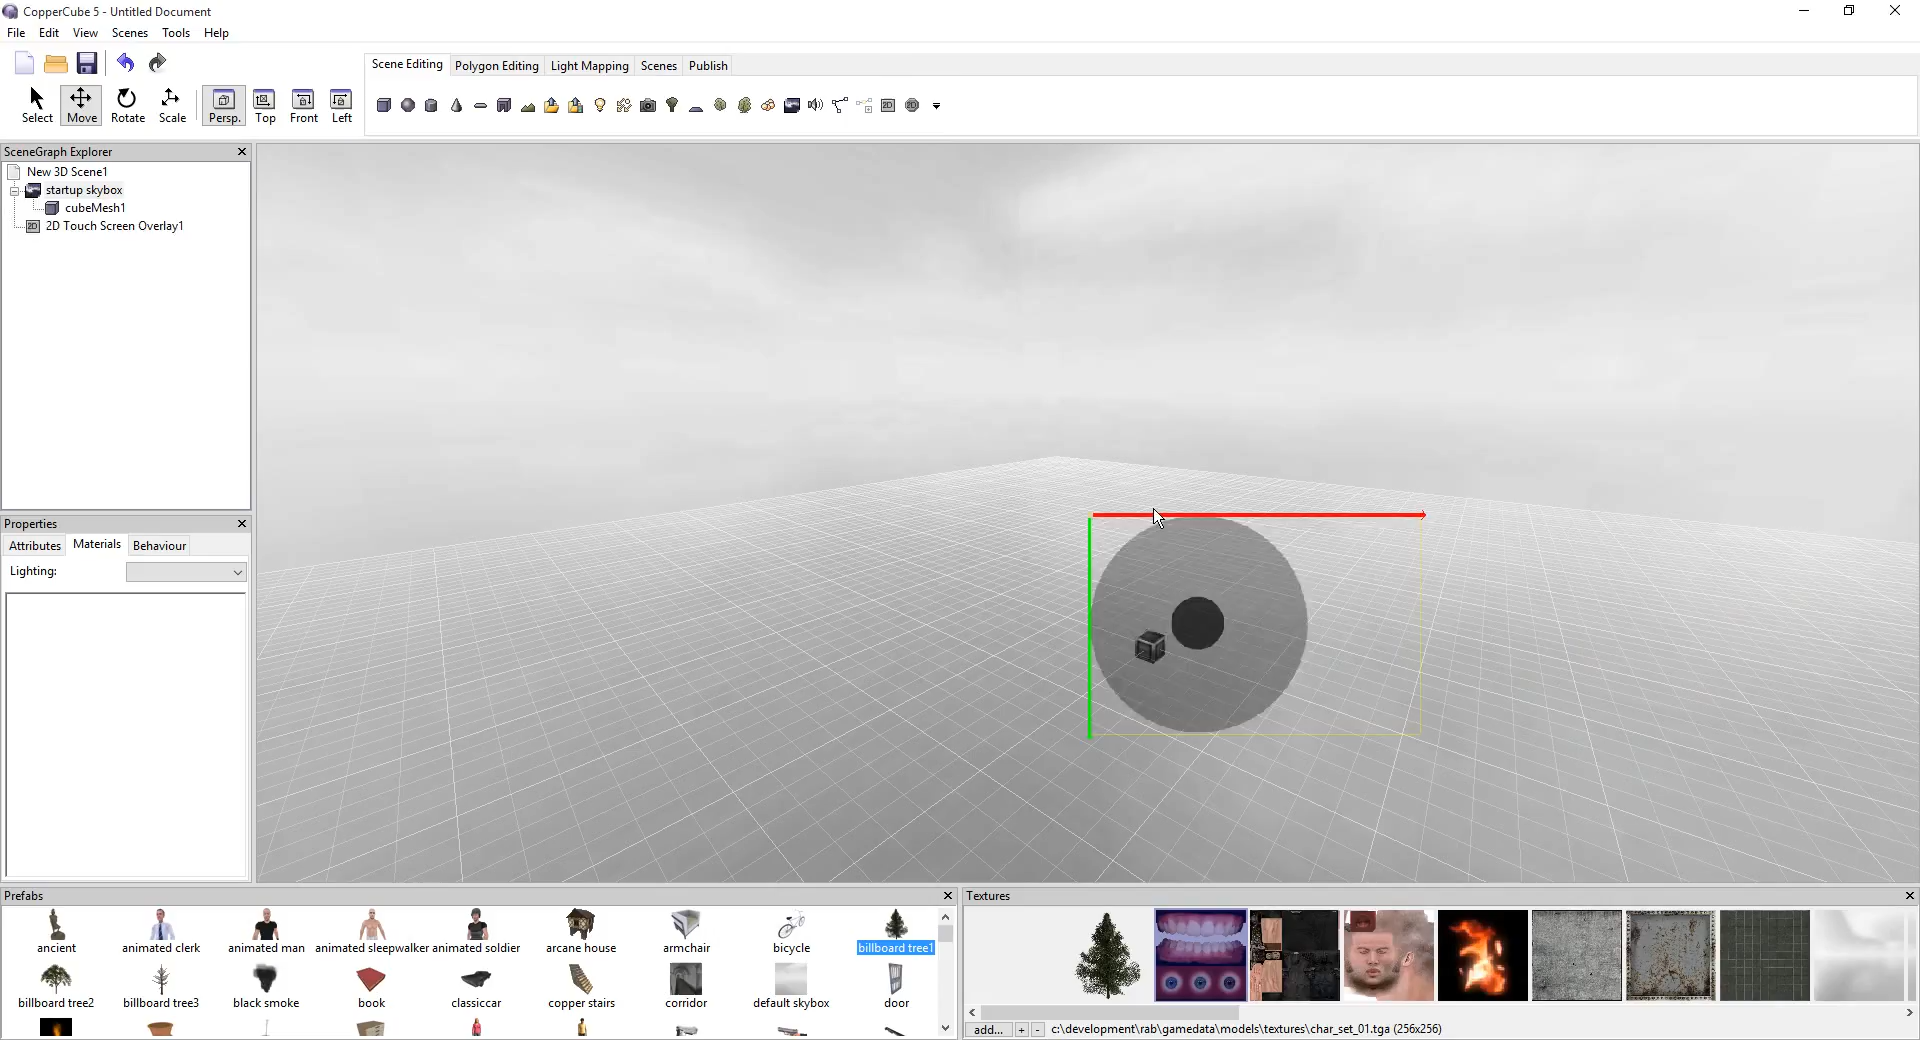 CopperCube 5 - Untitled Document
File Edit View Scenes Tools Help
Scene Editing Polygon Editing Light Mapping Scenes Publish
Select Move Rotate Scale Persp. Top Front Left
SceneGraph Explorer
New 3D Scene1
startup skybox
cubeMesh1
2D 2D Touch Screen Overlay1
Properties
Attributes Materials Behaviour
Lighting:
Prefabs
ancient animated clerk animated man animated sleepwalker animated soldier arcane house armchair bicycle billboard tree1
billboard tree2 billboard tree3 black smoke book classiccar copper stairs corridor default skybox door
Textures
add... + - c:\development\rab\gamedata\models\textures\char_set_01.tga (256x256)